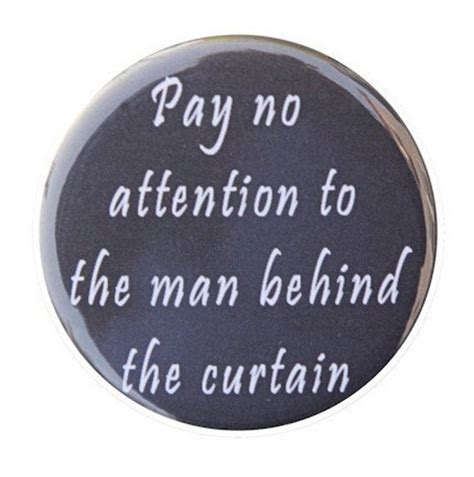 Pay no
attention to
the man behind
the curtain